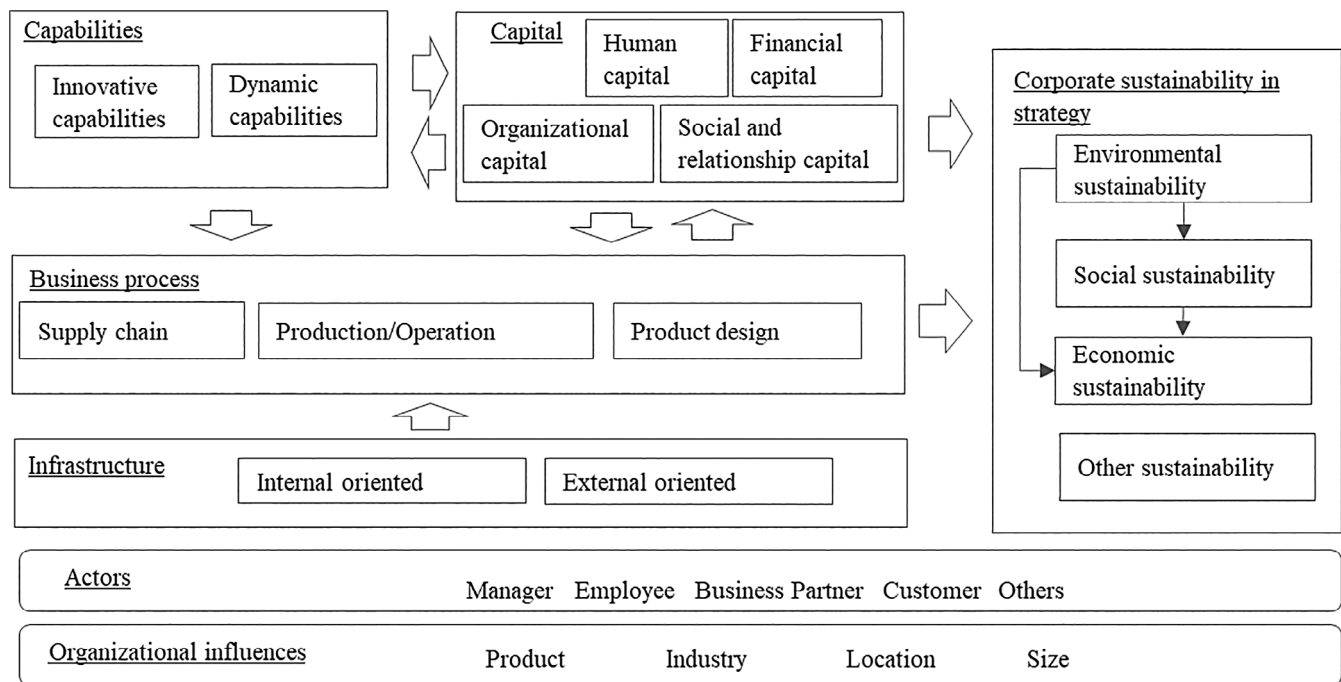 Capabilities
Innovative
capabilities
Dynamic
capabilities
Capital
Human
capital
Financial
capital
Organizational
capital
Social and
relationship capital
Corporate sustainability in
strategy
Environmental
sustainability
Social sustainability
Economic
sustainability
Other sustainability
Business process
Supply chain
Production/Operation
Product design
Infrastructure
Internal oriented
External oriented
Actors
Manager Employee Business Partner Customer Others
Organizational influences
Product Industry Location Size